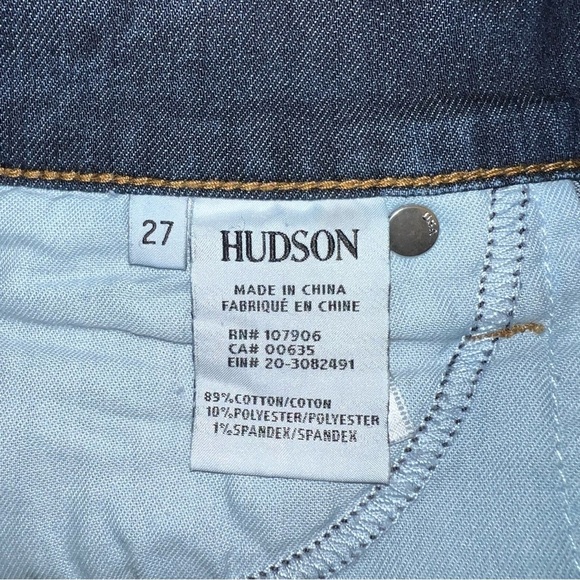 27
HUDSON
MADE IN CHINA
FABRIQUÉ EN CHINE
RN# 107906
CA# 00635
EIN# 20-3082491
89%COTTON/COTON
10%POLYESTER/POLYESTER
1%SPANDEX/SPANDEX